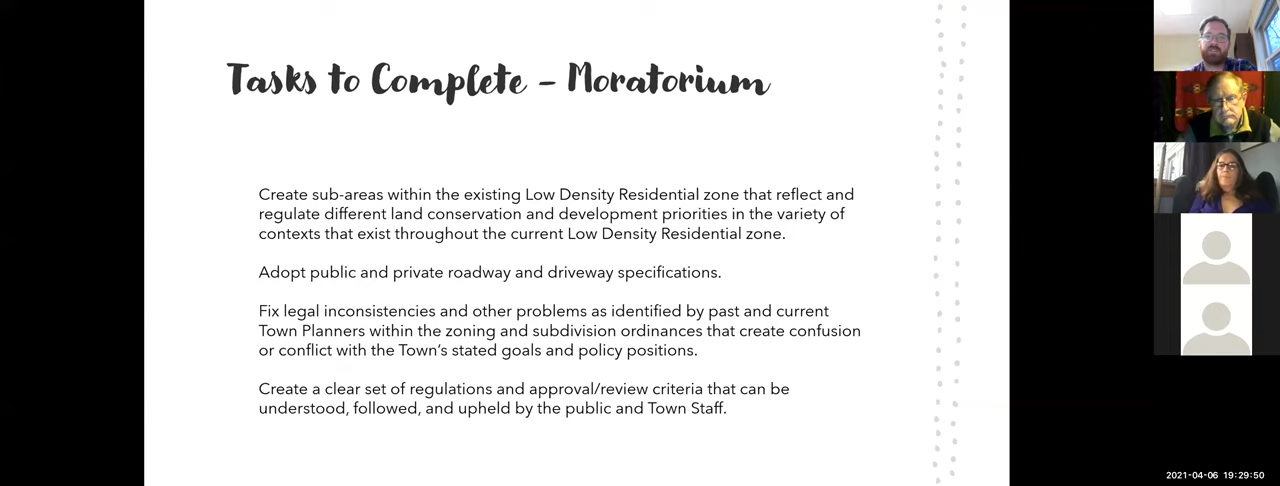 Tasks to Complete - Moratorium
Create sub-areas within the existing Low Density Residential zone that reflect and
regulate different land conservation and development priorities in the variety of
contexts that exist throughout the current Low Density Residential zone.
Adopt public and private roadway and driveway specifications.
Fix legal inconsistencies and other problems as identified by past and current
Town Planners within the zoning and subdivision ordinances that create confusion
or conflict with the Town’s stated goals and policy positions.
Create a clear set of regulations and approval/review criteria that can be
understood, followed, and upheld by the public and Town Staff.
2021-04-06 19:29:50